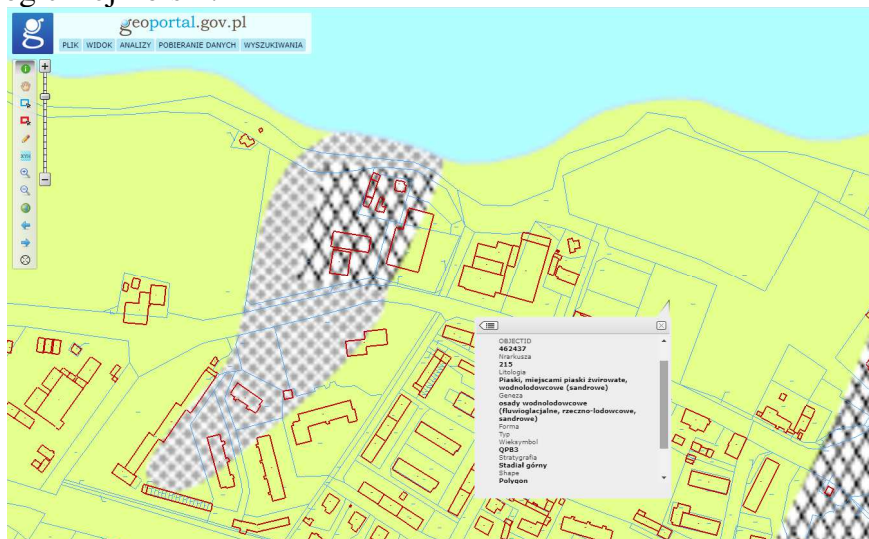 geoportal.gov.pl
PLIK WIDOK ANALIZY POBIERANIE DANYCH WYSZUKIWANIA
OBJECTID
462437
Nrarkusza
215
Litologia
Piaski, miejscami piaski żwirowate,
wodnolodowcowe (sandrowe)
Geneza
osady wodnolodowcowe
(fluwioglacjalne, rzeczno-lodowcowe,
sandrowe)
Forma
Typ
Wieksymbol
QPB3
Stratygrafia
Stadiał górny
Shape
Polygon